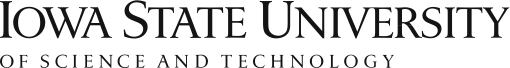 IOWA STATE UNIVERSITY
OF SCIENCE AND TECHNOLOGY